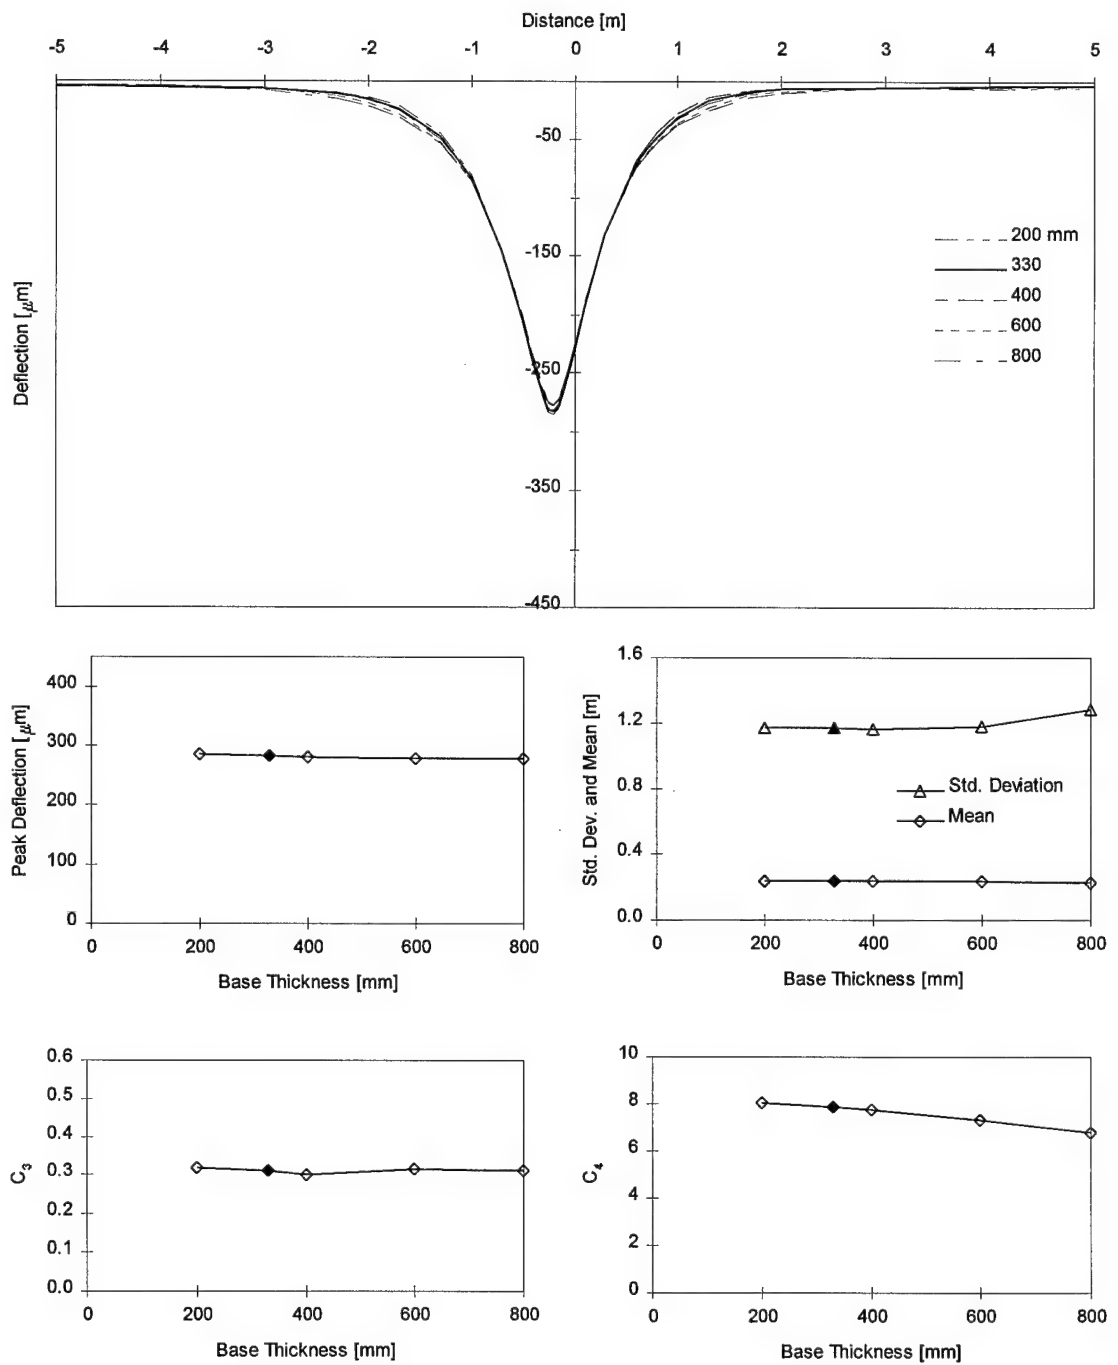 Distance [m]
-5 -4 -3 -2 -1 0 1 2 3 4 5
-50
-150
-250
-350
-450
Deflection [μm]
200 mm
330
400
600
800
400
300
200
100
0
Peak Deflection [μm]
0 200 400 600 800
Base Thickness [mm]
1.6
1.2
0.8
0.4
0.0
Std. Dev. and Mean [m]
Std. Deviation
Mean
0 200 400 600 800
Base Thickness [mm]
0.6
0.5
0.4
0.3
0.2
0.1
0.0
C3
0 200 400 600 800
Base Thickness [mm]
10
8
6
4
2
0
C4
0 200 400 600 800
Base Thickness [mm]